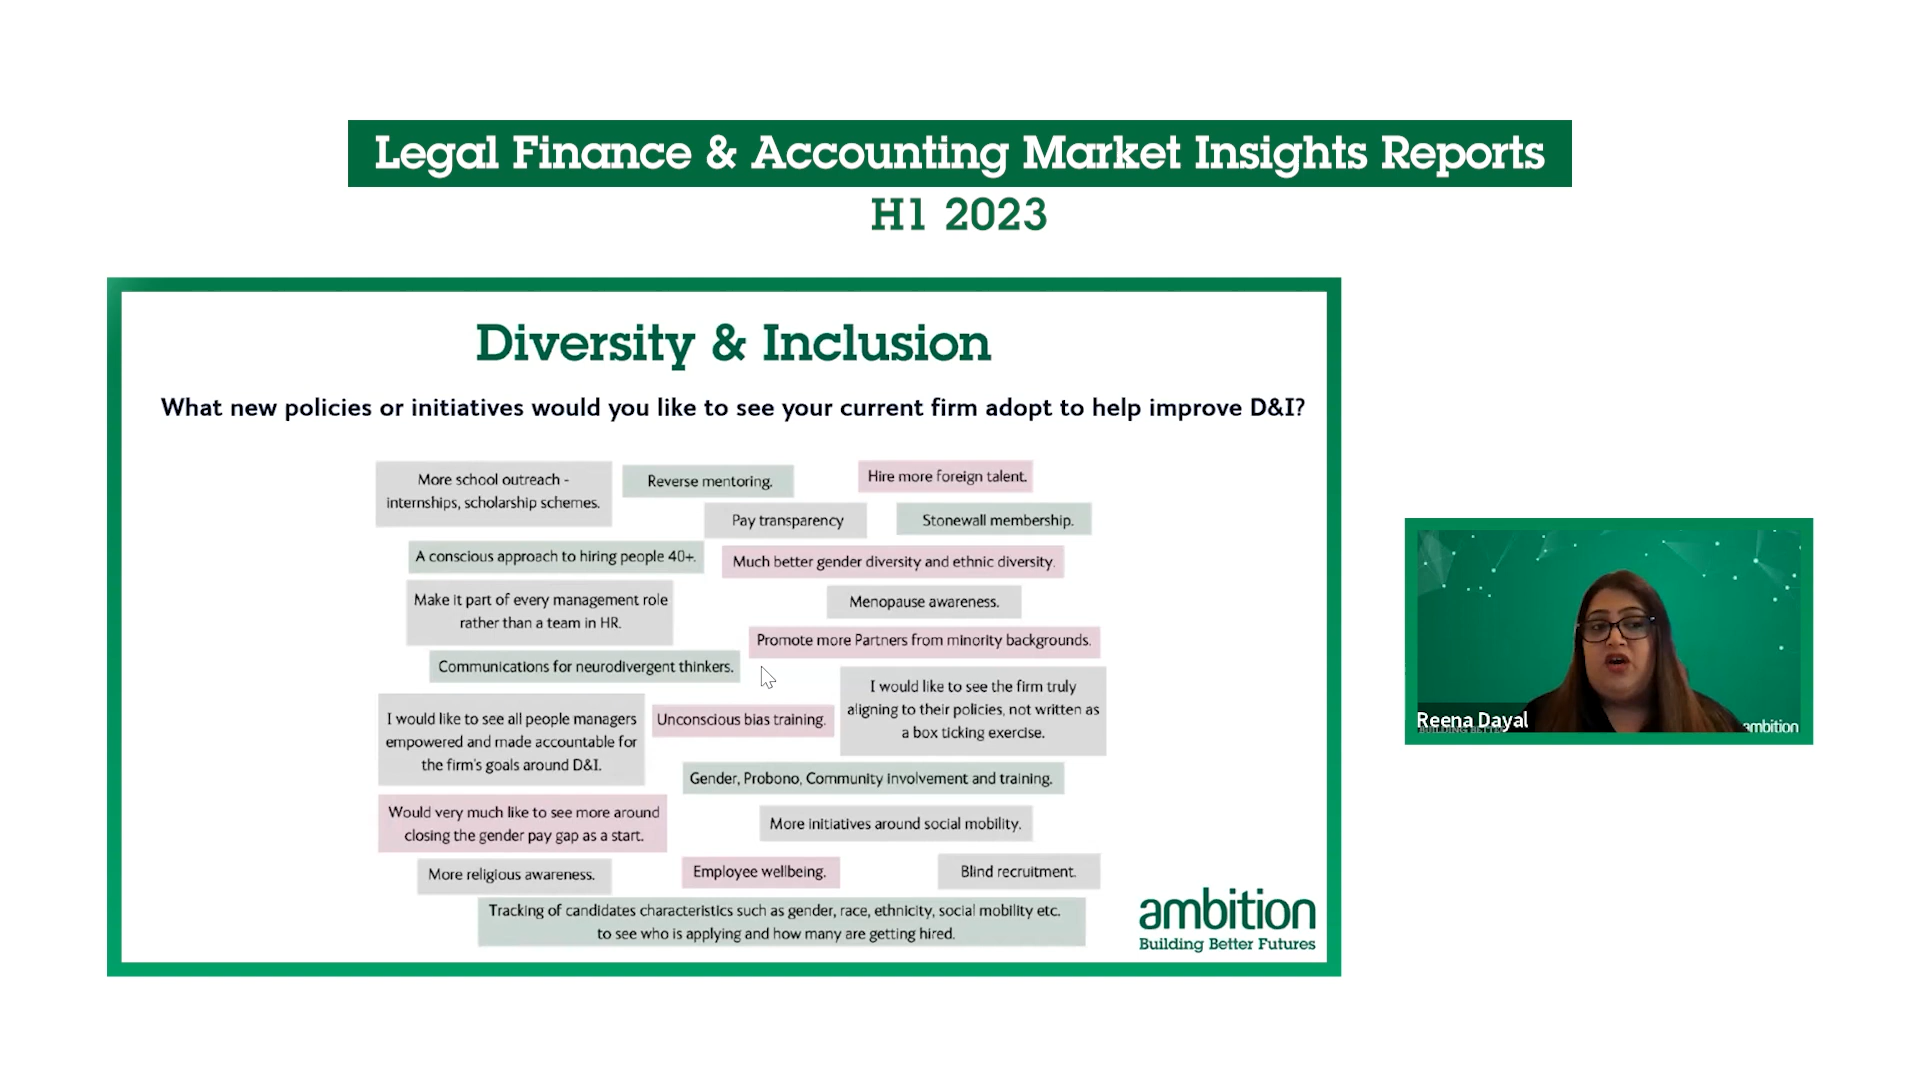 Legal Finance & Accounting Market Insights Reports
H1 2023
Diversity & Inclusion
What new policies or initiatives would you like to see your current firm adopt to help improve D&I?
More school outreach -
internships, scholarship schemes.
Reverse mentoring.
Hire more foreign talent.
Pay transparency
Stonewall membership.
A conscious approach to hiring people 40+.
Much better gender diversity and ethnic diversity.
Make it part of every management role
rather than a team in HR.
Menopause awareness.
Promote more Partners from minority backgrounds.
Communications for neurodivergent thinkers.
I would like to see the firm truly
aligning to their policies, not written as
a box ticking exercise.
I would like to see all people managers
empowered and made accountable for
the firm's goals around D&I.
Unconscious bias training.
Gender, Probono, Community involvement and training.
Would very much like to see more around
closing the gender pay gap as a start.
More initiatives around social mobility.
More religious awareness.
Employee wellbeing.
Blind recruitment.
Tracking of candidates characteristics such as gender, race, ethnicity, social mobility etc.
to see who is applying and how many are getting hired.
ambition
Building Better Futures
Reena Dayal
ambition